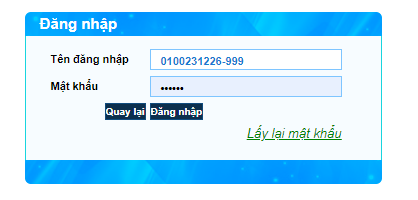 Đăng nhập
Tên đăng nhập 0100231226-999
Mật khẩu ••••••
Quay lại Đăng nhập
Lấy lại mật khẩu